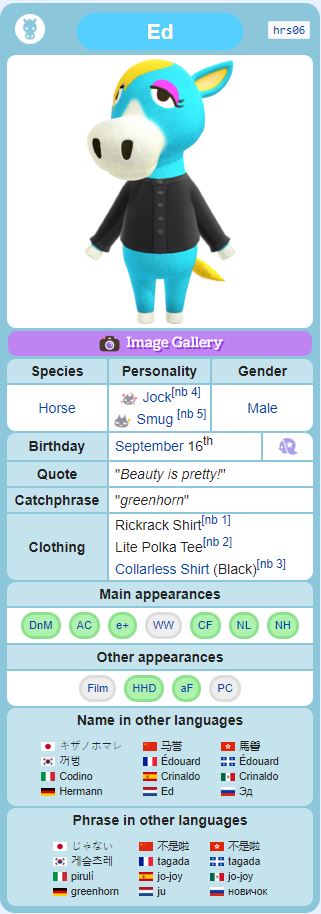 Ed
hrs06
Image Gallery
Species Personality Gender
Horse Jock[nb 4] Smug [nb 5] Male
Birthday September 16th
Quote "Beauty is pretty!"
Catchphrase "greenhorn"
Clothing Rickrack Shirt[nb 1]
Lite Polka Tee[nb 2]
Collarless Shirt (Black)[nb 3]
Main appearances
DnM AC e+ WW CF NL NH
Other appearances
Film HHD aF PC
Name in other languages
キザノホマレ 马誉 馬譽
꺼벙 Édouard Édouard
Codino Crinaldo Crinaldo
Hermann Ed Эд
Phrase in other languages
じゃない 不是啦 不是啦
게슴츠레 tagada tagada
pirulì jo-joy jo-joy
greenhorn ju новичок